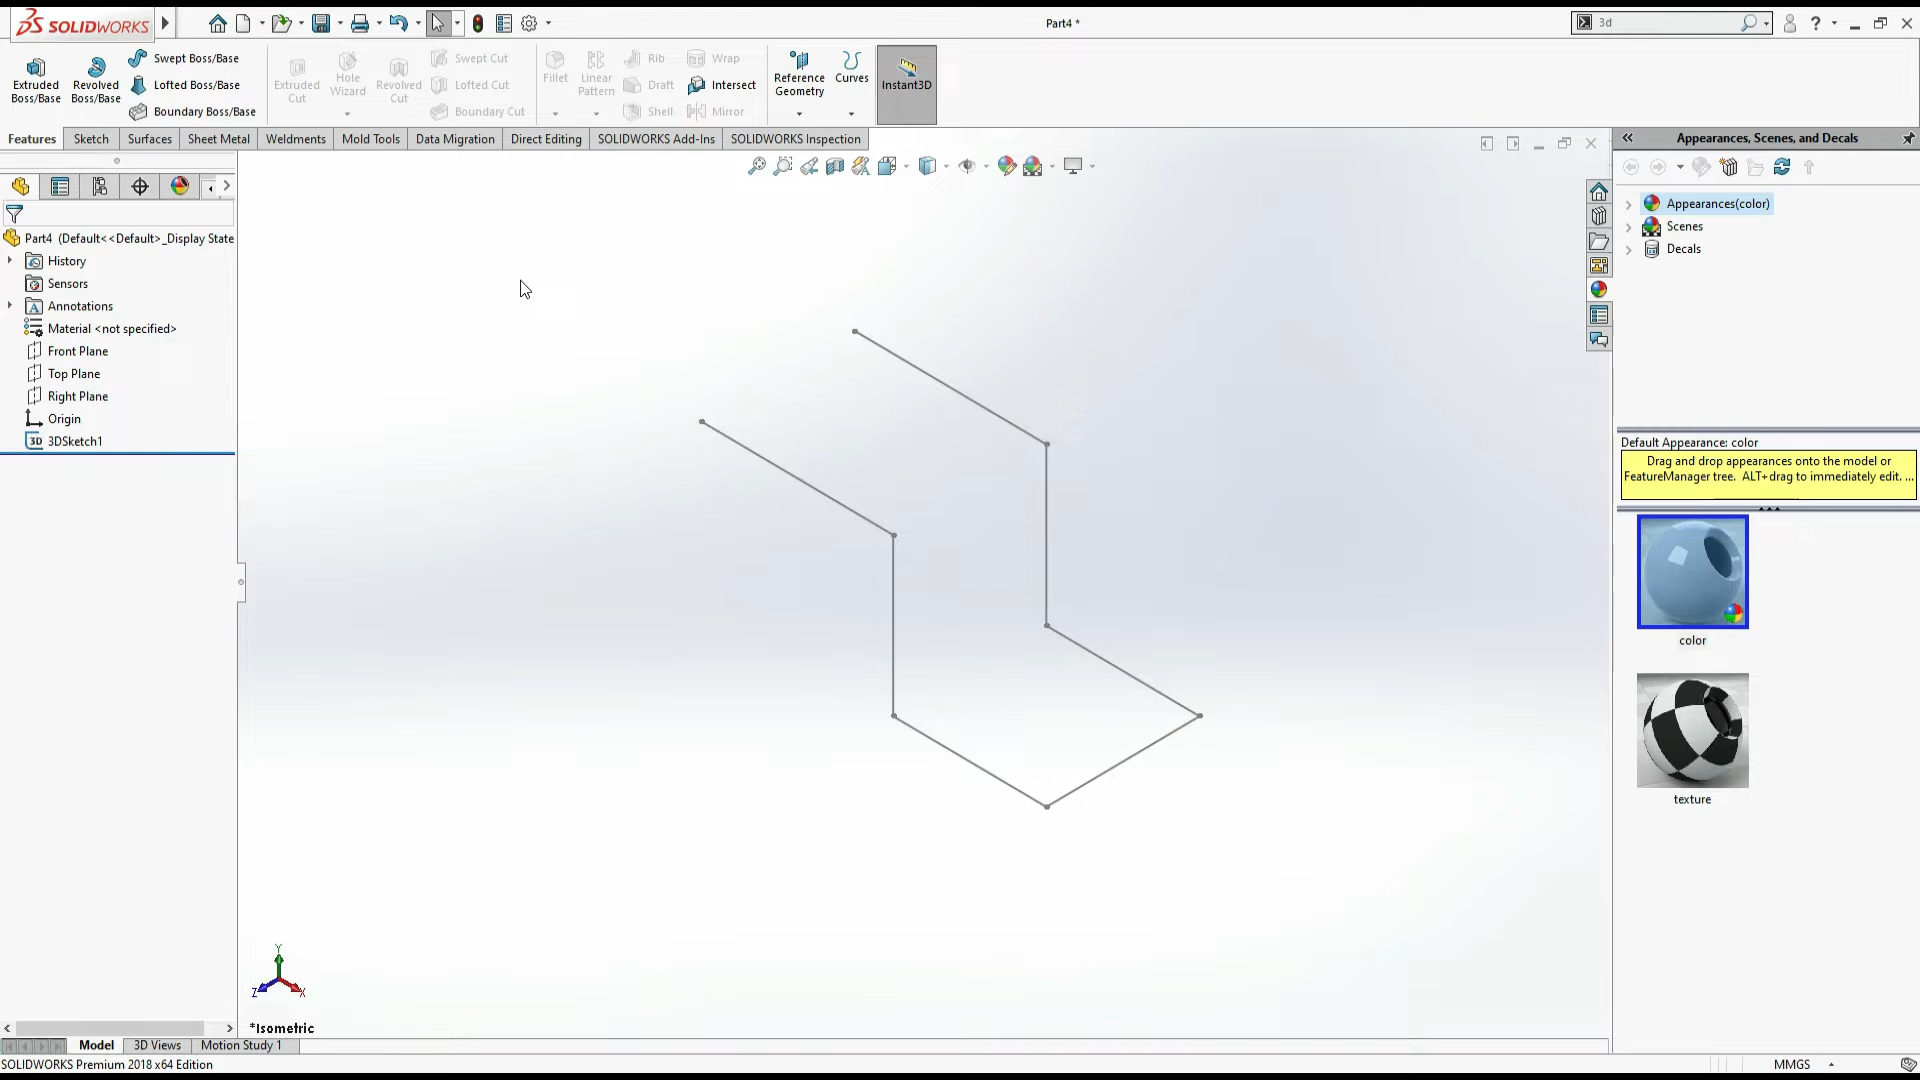 SOLIDWORKS
Part4 *
3d
Extruded Boss/Base
Revolved Boss/Base
Swept Boss/Base
Lofted Boss/Base
Boundary Boss/Base
Extruded Cut
Hole Wizard
Revolved Cut
Swept Cut
Lofted Cut
Boundary Cut
Fillet
Linear Pattern
Rib
Draft
Shell
Wrap
Intersect
Mirror
Reference Geometry
Curves
Instant3D
Features
Sketch
Surfaces
Sheet Metal
Weldments
Mold Tools
Data Migration
Direct Editing
SOLIDWORKS Add-Ins
SOLIDWORKS Inspection
Part4 (Default<<Default>_Display State
History
Sensors
Annotations
Material <not specified>
Front Plane
Top Plane
Right Plane
Origin
3D 3DSketch1
Y
Z
X
*Isometric
Appearances, Scenes, and Decals
Appearances(color)
Scenes
Decals
Default Appearance: color
Drag and drop appearances onto the model or
FeatureManager tree. ALT+drag to immediately edit. ...
color
texture
Model
3D Views
Motion Study 1
SOLIDWORKS Premium 2018 x64 Edition
MMGS